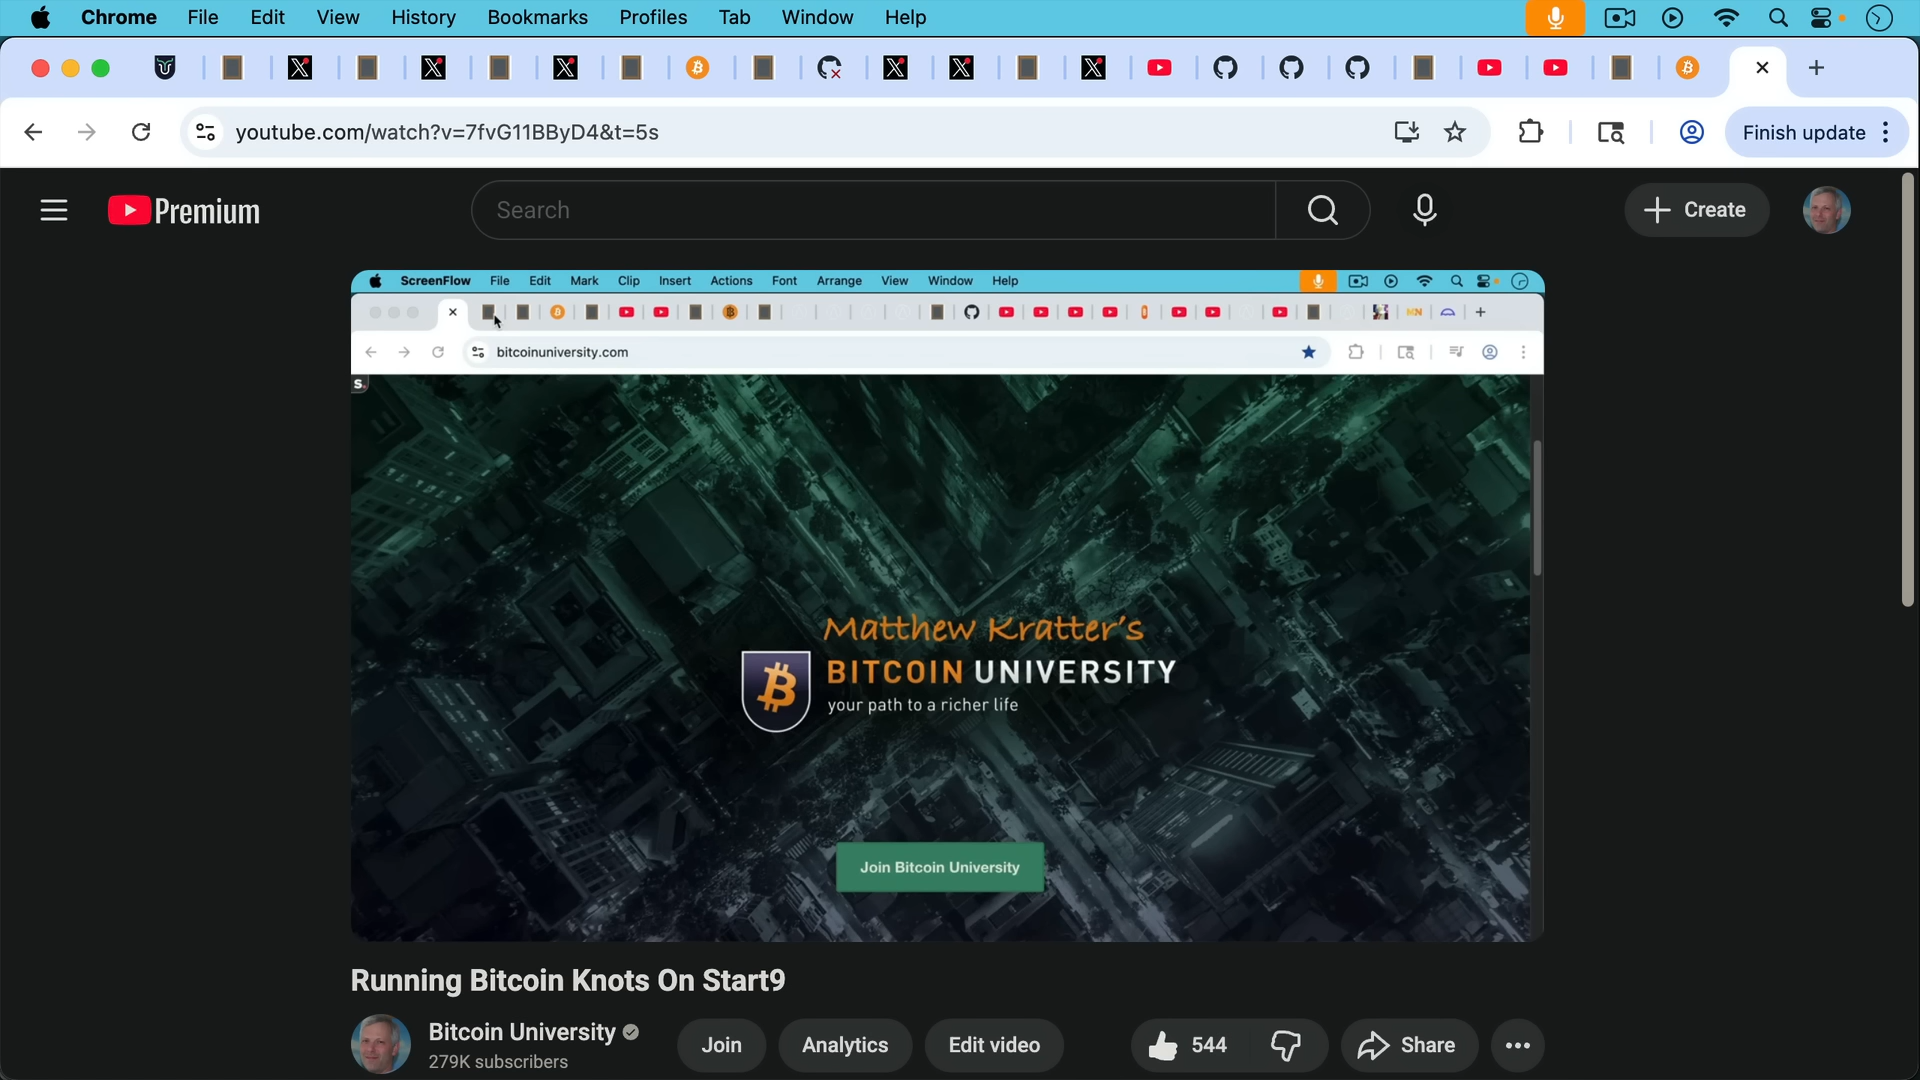 Chrome File Edit View History Bookmarks Profiles Tab Window Help
youtube.com/watch?v=7fvG11BByD4&t=5s
Finish update
Premium
Search
Create
ScreenFlow File Edit Mark Clip Insert Actions Font Arrange View Window Help
bitcoinuniversity.com
s.
Matthew Kratter's
BITCOIN UNIVERSITY
your path to a richer life
Join Bitcoin University
Running Bitcoin Knots On Start9
Bitcoin University
279K subscribers
Join
Analytics
Edit video
544
Share